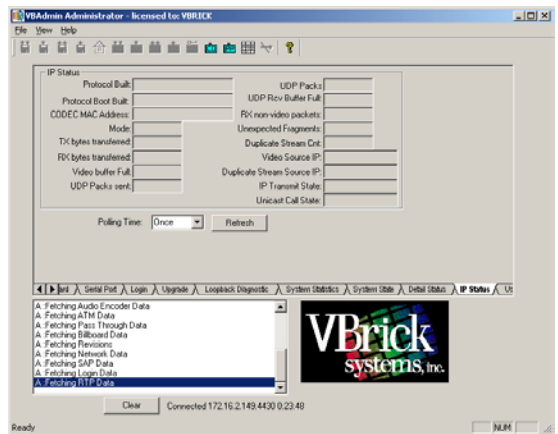 VBAdmin Administrator - licensed to: VBRICK
File View Help
IP Status
Protocol Built:
Protocol Boot Built:
CODEC MAC Address:
Mode:
TX bytes transferred:
RX bytes transferred:
Video buffer Full:
UDP Packs sent:
UDP Packs
UDP Rcv Buffer Full:
RX non-video packets:
Unexpected Fragments:
Duplicate Stream Cnt:
Video Source IP:
Duplicate Stream Source IP:
IP Transmit State:
Unicast Call State:
Polling Time: Once Refresh
Serial Port Login Upgrade Loopback Diagnostic System Statistics System State Detail Status IP Status
A :Fetching Audio Encoder Data
A :Fetching ATM Data
A :Fetching Pass Through Data
A :Fetching Billboard Data
A :Fetching Revisions
A :Fetching Network Data
A :Fetching SAP Data
A :Fetching Login Data
A :Fetching RTP Data
VBrick
systems, inc.
Clear Connected 172.16.2.149:4430 0:23:48
Ready NUM